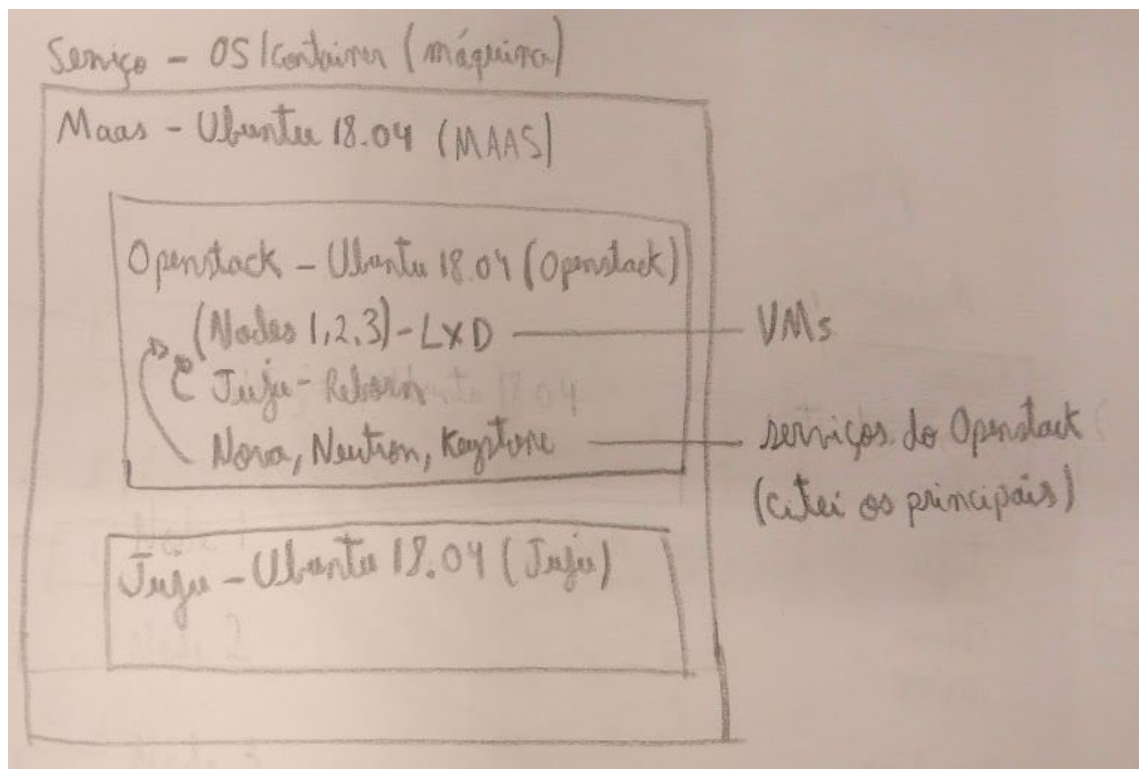 Serviço - OS/Container (máquina)
Maas - Ubuntu 18.04 (MAAS)
Openstack - Ubuntu 18.04 (Openstack)
(Nodes 1,2,3) - LXD
VMs
Juju -
Nova, Neutron, Keystone
serviços do Openstack
(citei os principais)
Juju - Ubuntu 18.04 (Juju)